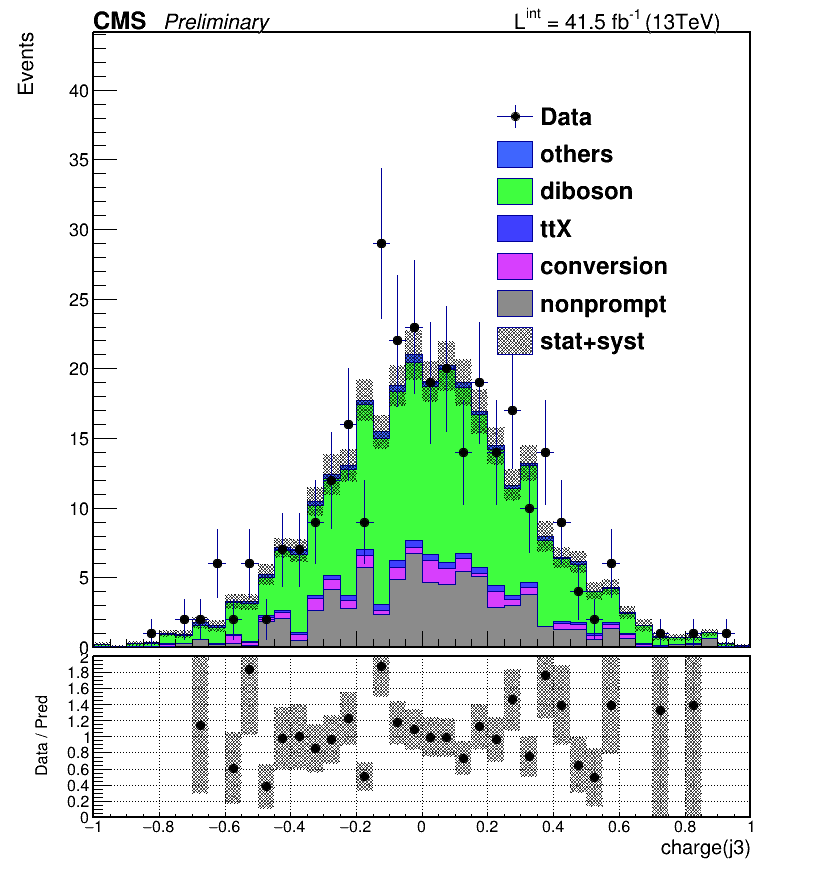 CMS Preliminary L^int = 41.5 fb^-1 (13TeV)
Events
40
35
30
25
20
15
10
5
0
Data
others
diboson
ttX
conversion
nonprompt
stat+syst
Data / Pred
2
1.8
1.6
1.4
1.2
1
0.8
0.6
0.4
0.2
0
−1 −0.8 −0.6 −0.4 −0.2 0 0.2 0.4 0.6 0.8 1
charge(j3)